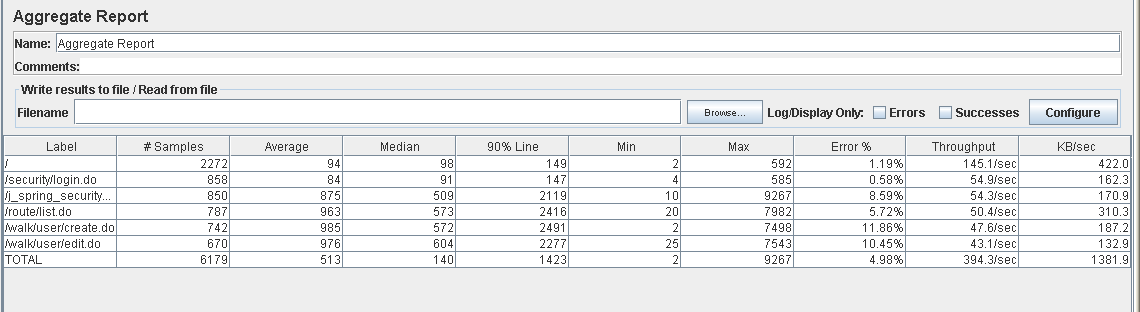 Aggregate Report
Name: Aggregate Report
Comments:
Write results to file / Read from file
Filename Browse... Log/Display Only: Errors Successes Configure
Label # Samples Average Median 90% Line Min Max Error % Throughput KB/sec
/ 2272 94 98 149 2 592 1.19% 145.1/sec 422.0
/security/login.do 858 84 91 147 4 585 0.58% 54.9/sec 162.3
/j_spring_security... 850 875 509 2119 10 9267 8.59% 54.3/sec 170.9
/route/list.do 787 963 573 2416 20 7982 5.72% 50.4/sec 310.3
/walk/user/create.do 742 985 572 2491 2 7498 11.86% 47.6/sec 187.2
/walk/user/edit.do 670 976 604 2277 25 7543 10.45% 43.1/sec 132.9
TOTAL 6179 513 140 1423 2 9267 4.98% 394.3/sec 1381.9